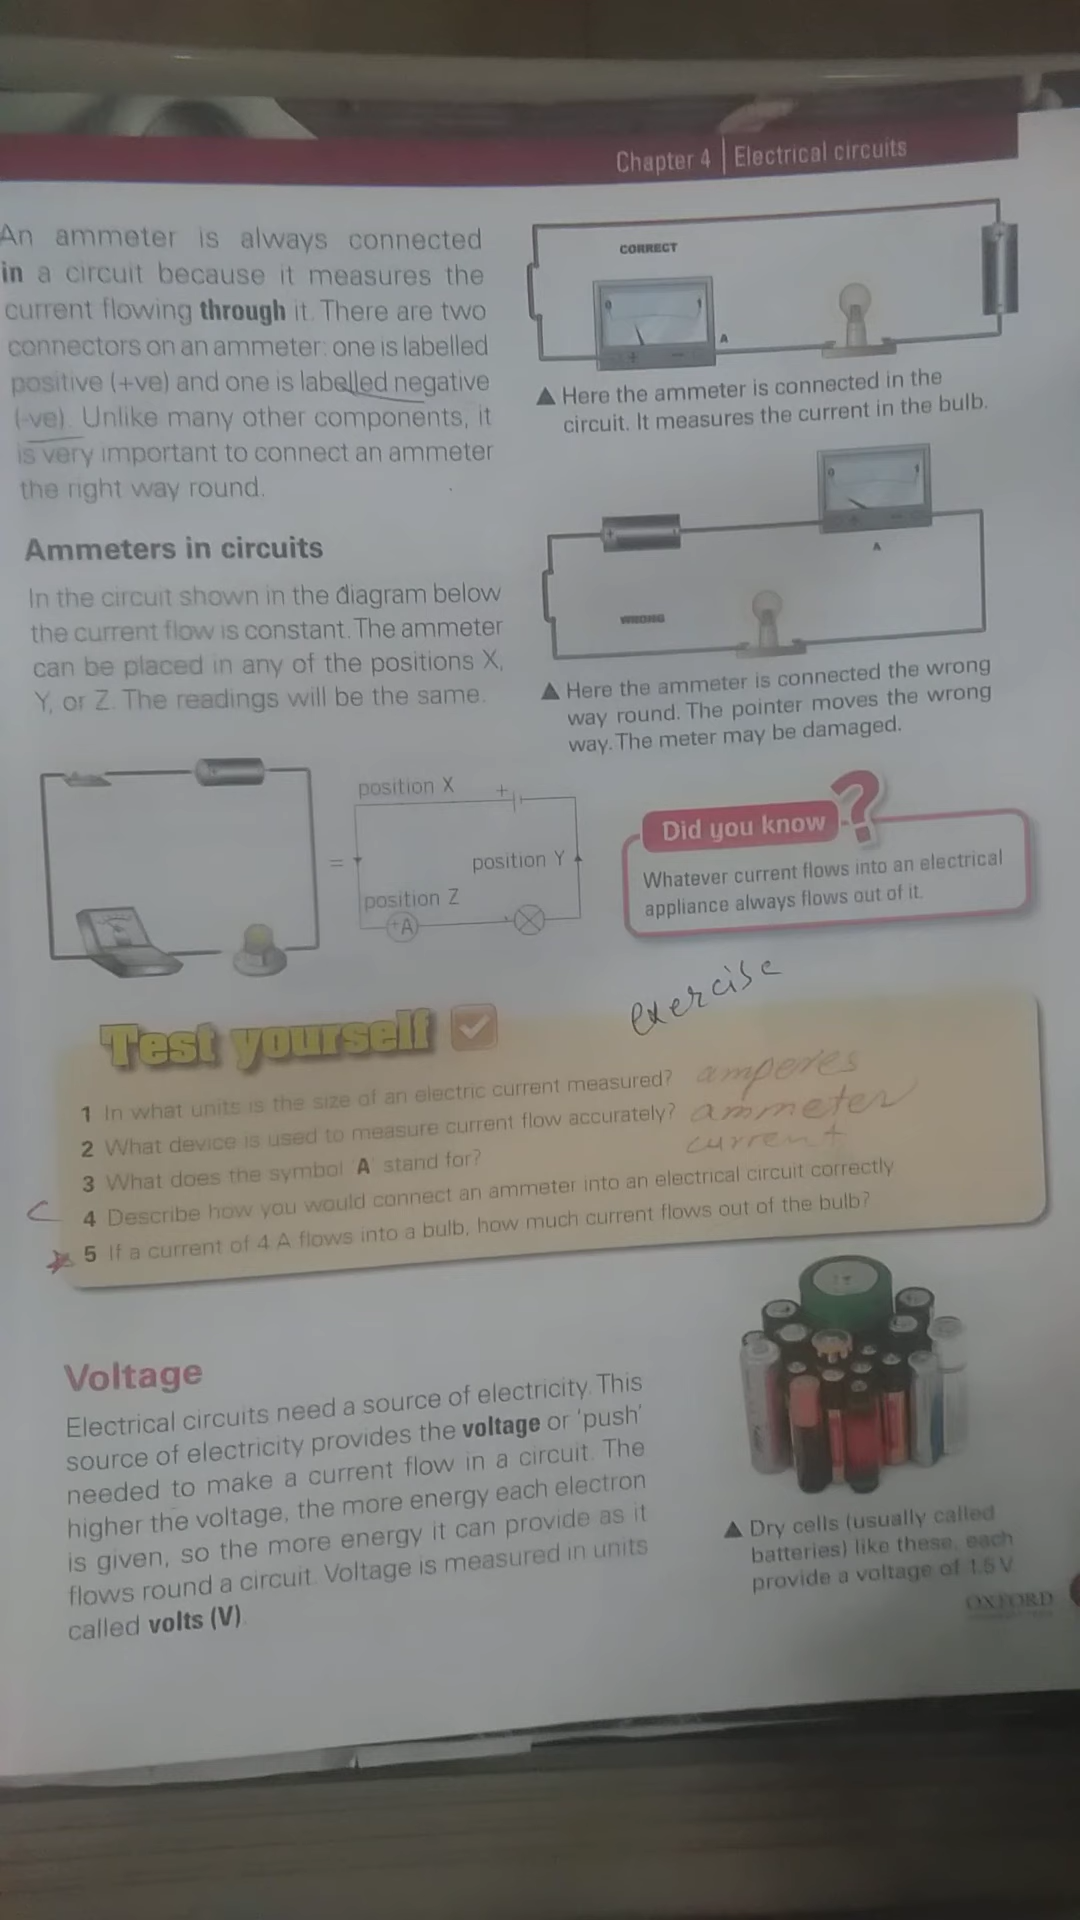 Chapter 4 | Electrical circuits
An ammeter is always connected
in a circuit because it measures the
current flowing through it. There are two
connectors on an ammeter: one is labelled
positive (+ve) and one is labelled negative
(-ve). Unlike many other components, it
is very important to connect an ammeter
the right way round.
CORRECT
0 1
+ -
A
+
▲ Here the ammeter is connected in the
circuit. It measures the current in the bulb.
0 1
+ -
A
WRONG
▲ Here the ammeter is connected the wrong
way round. The pointer moves the wrong
way. The meter may be damaged.
Ammeters in circuits
In the circuit shown in the diagram below
the current flow is constant. The ammeter
can be placed in any of the positions X,
Y, or Z. The readings will be the same.
=
position X
+
position Y
position Z
+A
Did you know ?
Whatever current flows into an electrical
appliance always flows out of it.
exercise
Test yourself
1 In what units is the size of an electric current measured? amperes
2 What device is used to measure current flow accurately? ammeter
3 What does the symbol 'A' stand for? current
4 Describe how you would connect an ammeter into an electrical circuit correctly
5 If a current of 4 A flows into a bulb, how much current flows out of the bulb?
Voltage
Electrical circuits need a source of electricity. This
source of electricity provides the voltage or 'push'
needed to make a current flow in a circuit. The
higher the voltage, the more energy each electron
is given, so the more energy it can provide as it
flows round a circuit. Voltage is measured in units
called volts (V).
▲ Dry cells (usually called
batteries) like these, each
provide a voltage of 1.5 V.
OXFORD